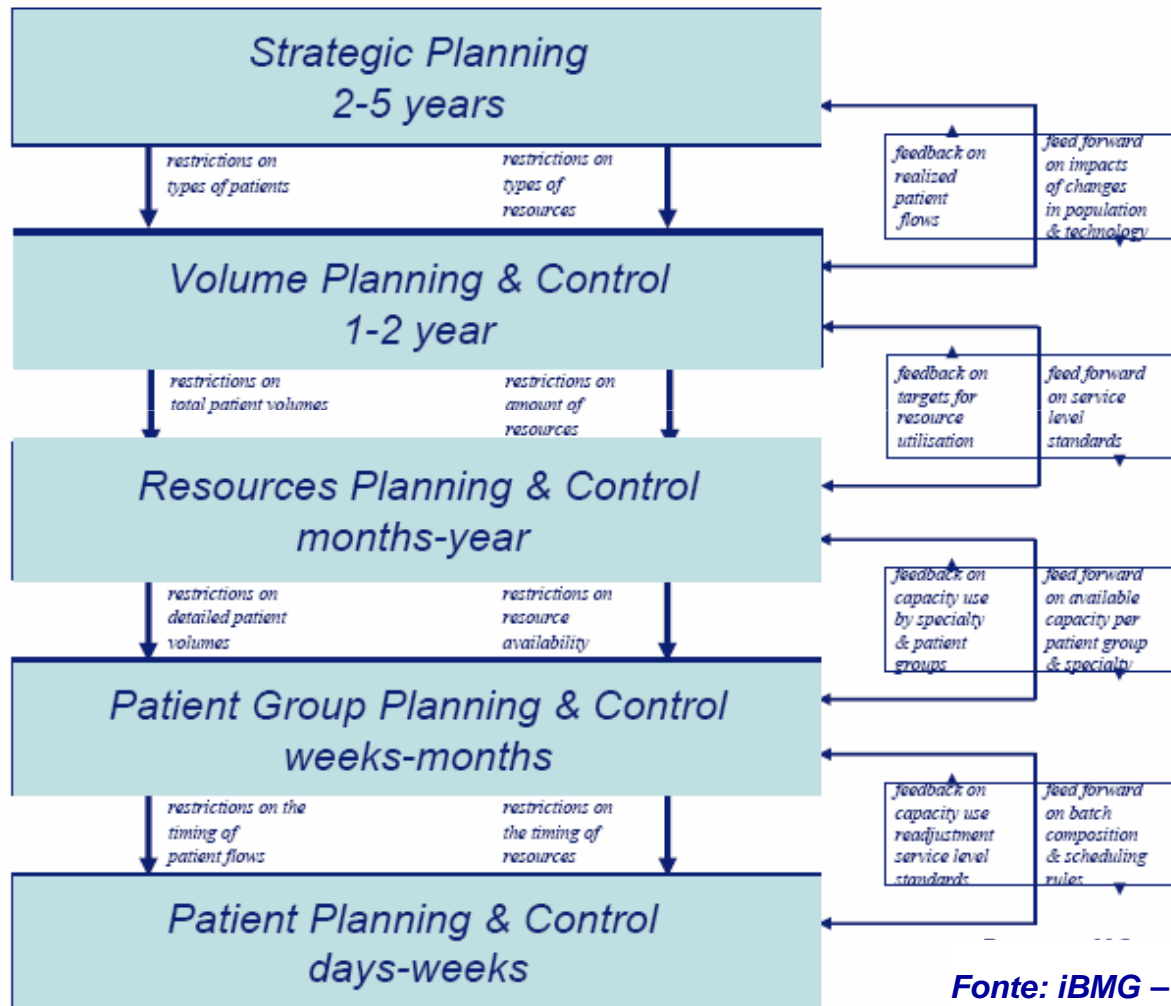 Strategic Planning
2-5 years
restrictions on
types of patients
restrictions on
types of
resources
feedback on
realized
patient
flows
feed forward
on impacts
of changes
in population
& technology
Volume Planning & Control
1-2 year
restrictions on
total patient volumes
restrictions on
amount of
resources
feedback on
targets for
resource
utilisation
feed forward
on service
level
standards
Resources Planning & Control
months-year
restrictions on
detailed patient
volumes
restrictions on
resource
availability
feedback on
capacity use
by specialty
& patient
groups
feed forward
on available
capacity per
patient group
& specialty
Patient Group Planning & Control
weeks-months
restrictions on the
timing of
patient flows
restrictions on
the timing of
resources
feedback on
capacity use
readjustment
service level
standards
feed forward
on batch
composition
& scheduling
rules
Patient Planning & Control
days-weeks
Fonte: iBMG –